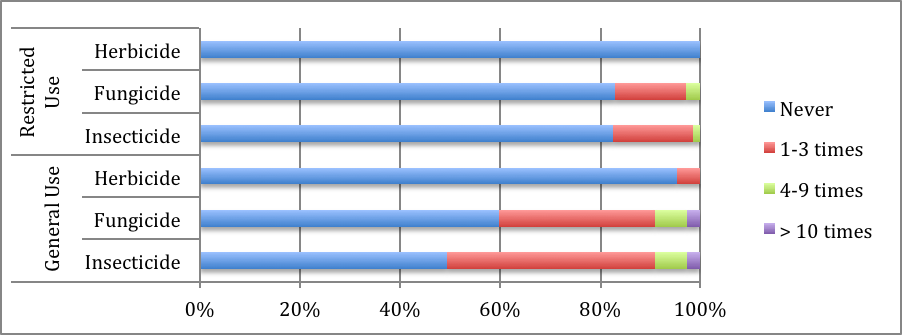 Restricted
Use
Herbicide
Fungicide
Insecticide
General Use
Herbicide
Fungicide
Insecticide
0%
20%
40%
60%
80%
100%
Never
1-3 times
4-9 times
> 10 times